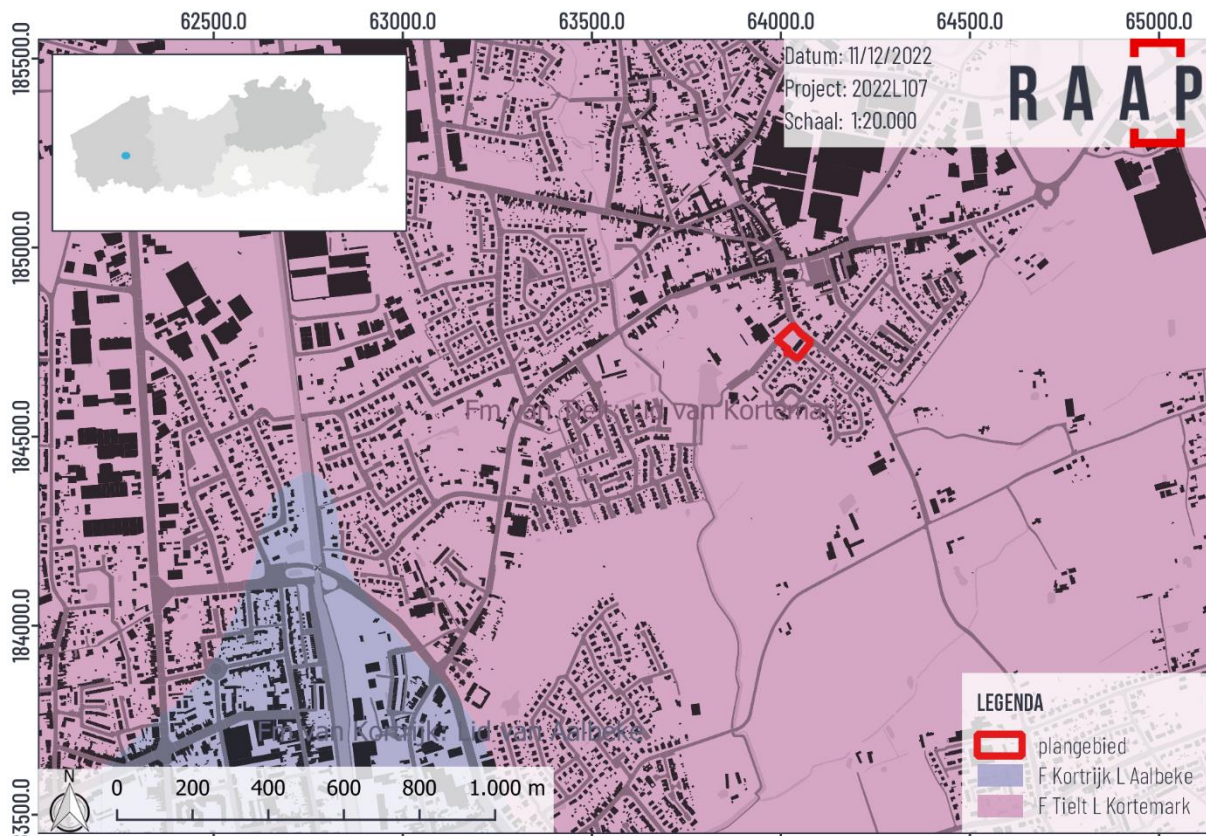 62500.0 63000.0 63500.0 64000.0 64500.0 65000.0
185500.0
185000.0
184500.0
184000.0
Datum: 11/12/2022
Project: 2022L107
Schaal: 1:20.000
RAAP
Fm van Tielt: Lid van Kortemark
Fm van Kortrijk: Lid van Aalbeke
N
0 200 400 600 800 1.000 m
LEGENDA
plangebied
F Kortrijk L Aalbeke
F Tielt L Kortemark